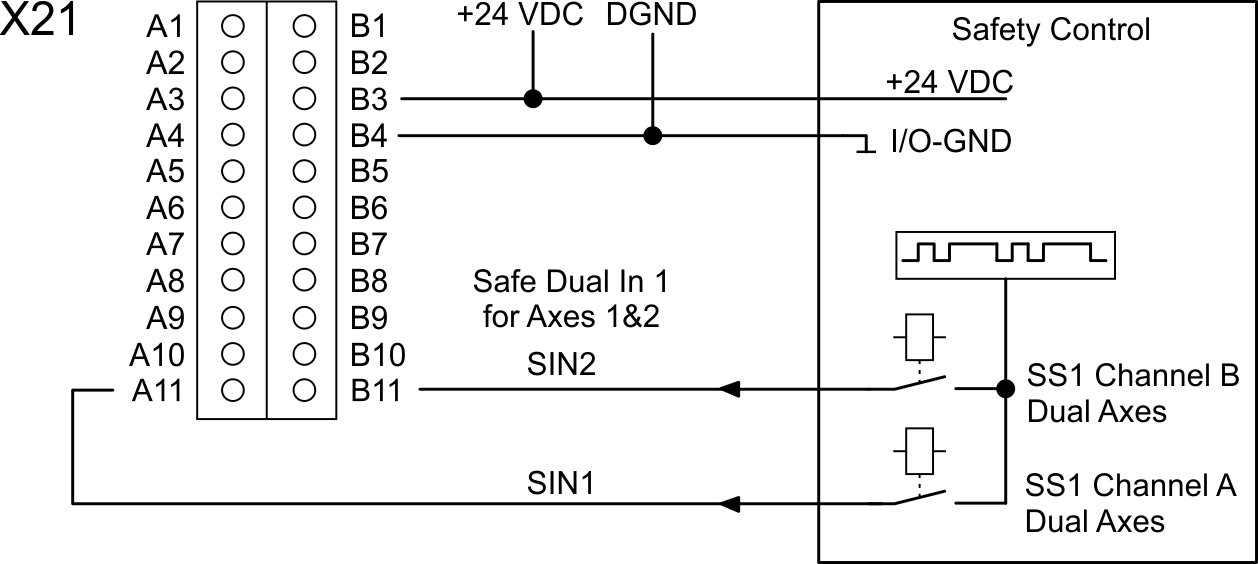 X21
+24 VDC DGND
Safety Control
A1 B1
A2 B2
A3 B3
+24 VDC
A4 B4
I/O-GND
A5 B5
A6 B6
A7 B7
A8 B8
A9 B9
A10 B10
A11 B11
Safe Dual In 1
for Axes 1&2
SIN2
SS1 Channel B
Dual Axes
SIN1
SS1 Channel A
Dual Axes